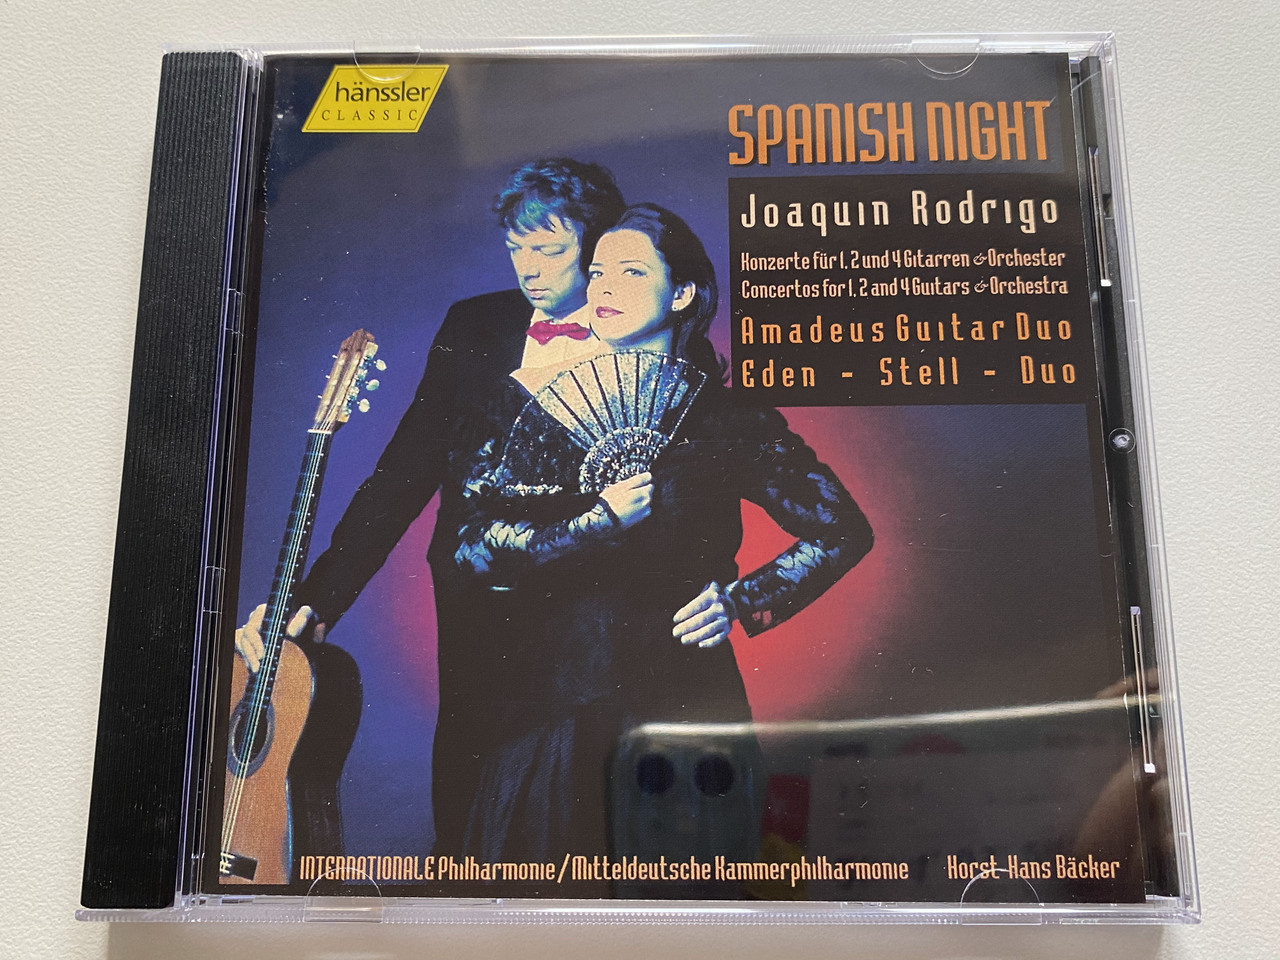 hänssler
CLASSIC
SPANISH NIGHT
Joaquin Rodrigo
Konzerte für 1, 2 und 4 Gitarren & Orchester
Concertos for 1, 2 and 4 Guitars & Orchestra
Amadeus Guitar Duo
Eden - Stell - Duo
INTERNATIONALE Philharmonie / Mitteldeutsche Kammerphilharmonie Horst-Hans Bäcker